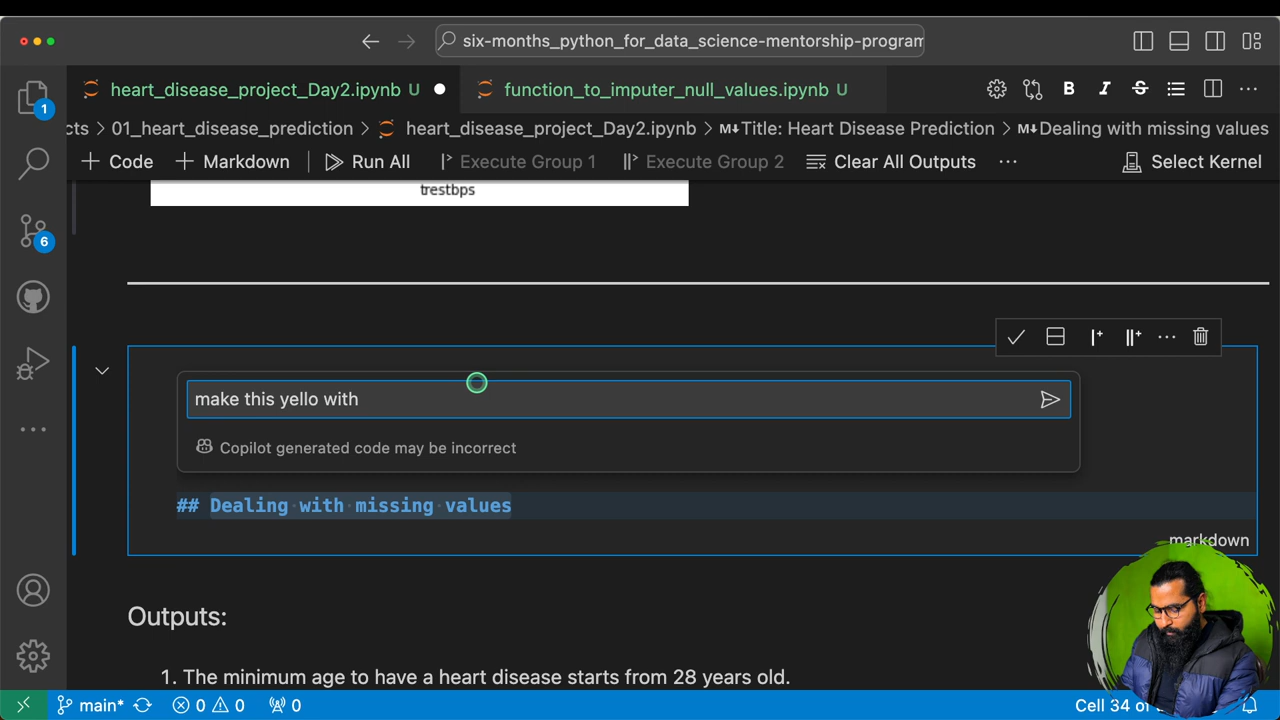 six-months_python_for_data_science-mentorship-program
heart_disease_project_Day2.ipynb U
function_to_imputer_null_values.ipynb U
cts > 01_heart_disease_prediction > heart_disease_project_Day2.ipynb > M↓Title: Heart Disease Prediction > M↓Dealing with missing values
+ Code + Markdown Run All Execute Group 1 Execute Group 2 Clear All Outputs ··· Select Kernel
trestbps
1
6
make this yello with
Copilot generated code may be incorrect
## Dealing with missing values
markdown
Outputs:
1. The minimum age to have a heart disease starts from 28 years old.
main* 0 0 0 Cell 34 of